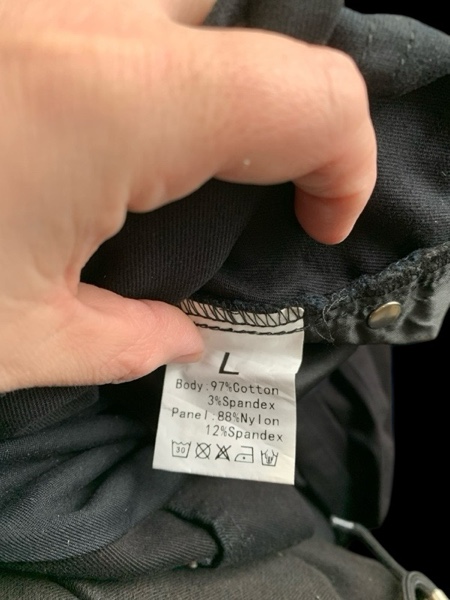 L
Body:97%Cotton
3%Spandex
Panel:88%Nylon
12%Spandex
30